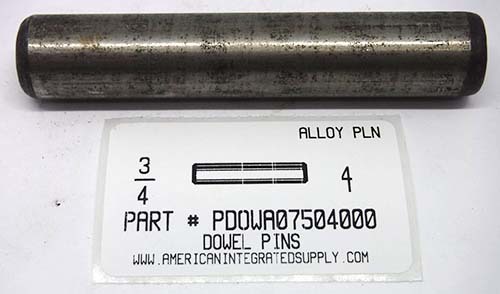 ALLOY PLN
3/4 4
PART # PDOWA07504000
DOWEL PINS
WWW.AMERICANINTEGRATEDSUPPLY.COM